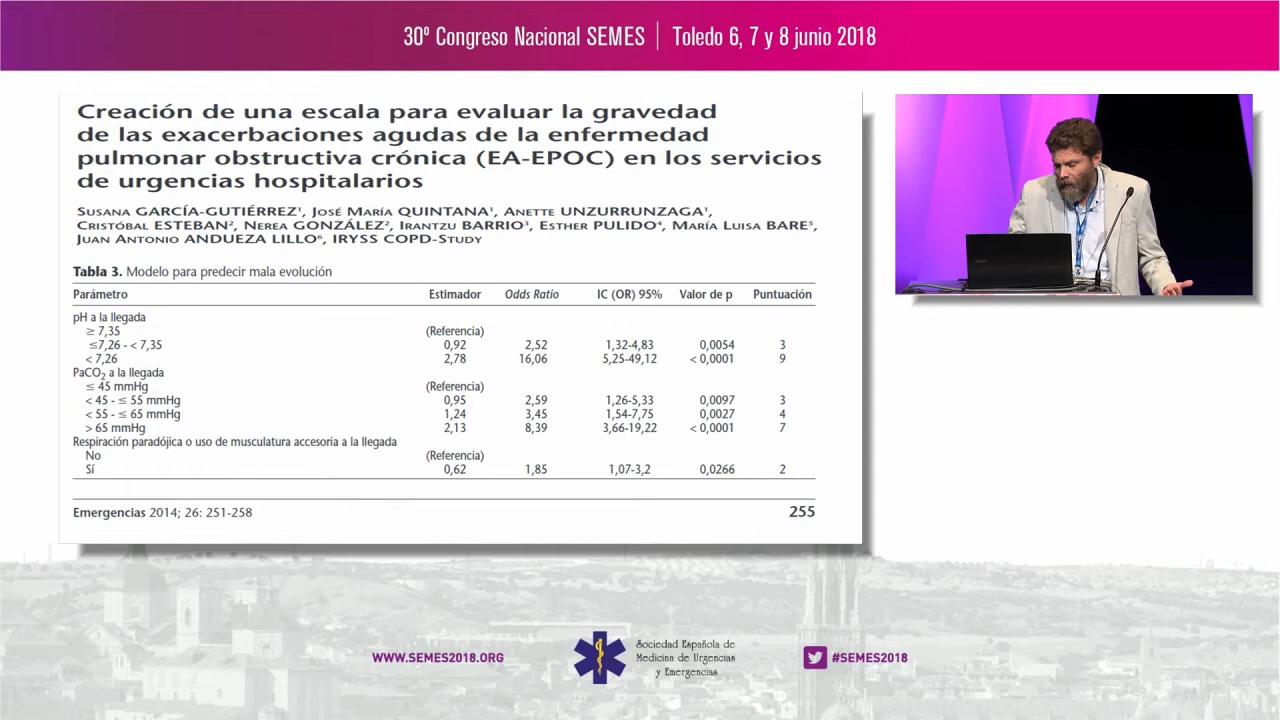 30º Congreso Nacional SEMES | Toledo 6, 7 y 8 junio 2018
Creación de una escala para evaluar la gravedad
de las exacerbaciones agudas de la enfermedad
pulmonar obstructiva crónica (EA-EPOC) en los servicios
de urgencias hospitalarios
SUSANA GARCÍA-GUTIÉRREZ¹, JOSÉ MARÍA QUINTANA¹, ANETTE UNZURRUNZAGA¹,
CRISTÓBAL ESTEBAN², NEREA GONZÁLEZ², IRANTZU BARRIO³, ESTHER PULIDO⁴, MARÍA LUISA BARE⁵,
JUAN ANTONIO ANDUEZA LILLO⁶, IRYSS COPD-STUDY
Tabla 3. Modelo para predecir mala evolución
Parámetro Estimador Odds Ratio IC (OR) 95% Valor de p Puntuación
pH a la llegada
≥ 7,35 (Referencia)
≤7,26 - < 7,35 0,92 2,52 1,32-4,83 0,0054 3
< 7,26 2,78 16,06 5,25-49,12 < 0,0001 9
PaCO₂ a la llegada
≤ 45 mmHg (Referencia)
< 45 - ≤ 55 mmHg 0,95 2,59 1,26-5,33 0,0097 3
< 55 - ≤ 65 mmHg 1,24 3,45 1,54-7,75 0,0027 4
> 65 mmHg 2,13 8,39 3,66-19,22 < 0,0001 7
Respiración paradójica o uso de musculatura accesoria a la llegada
No (Referencia)
Sí 0,62 1,85 1,07-3,2 0,0266 2
Emergencias 2014; 26: 251-258 255
WWW.SEMES2018.ORG
Sociedad Española de
Medicina de Urgencias
y Emergencias
#SEMES2018